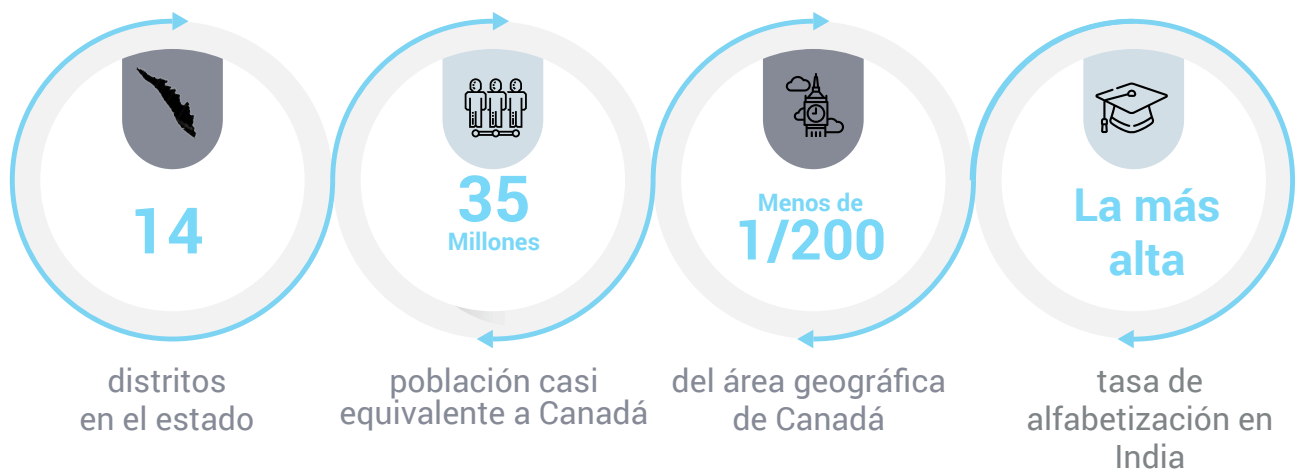 14
distritos
en el estado
35
Millones
población casi
equivalente a Canadá
Menos de
1/200
del área geográfica
de Canadá
La más
alta
tasa de
alfabetización en
India